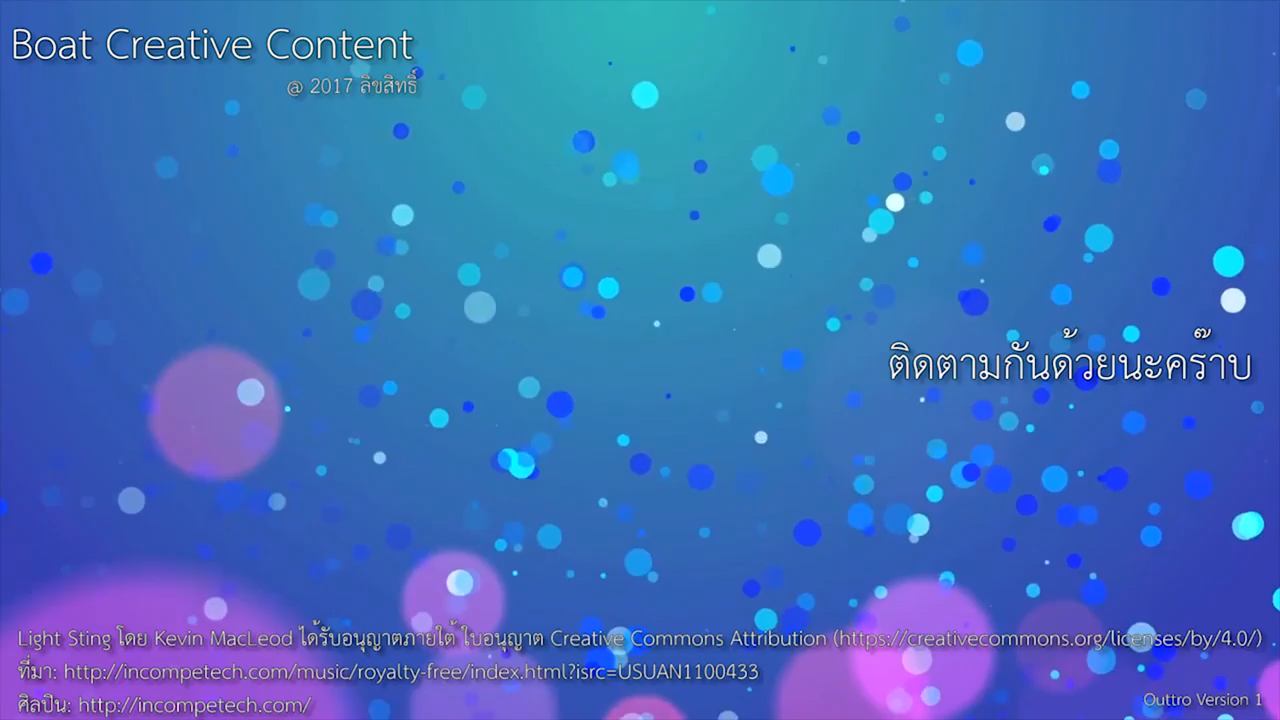 Boat Creative Content
@ 2017 ลิขสิทธิ์
ติดตามกันด้วยนะคร๊าบ
Light Sting โดย Kevin MacLeod ได้รับอนุญาตภายใต้ ใบอนุญาต Creative Commons Attribution (https://creativecommons.org/licenses/by/4.0/)
ที่มา: http://incompetech.com/music/royalty-free/index.html?isrc=USUAN1100433
ศิลปิน: http://incompetech.com/
Outtro Version 1